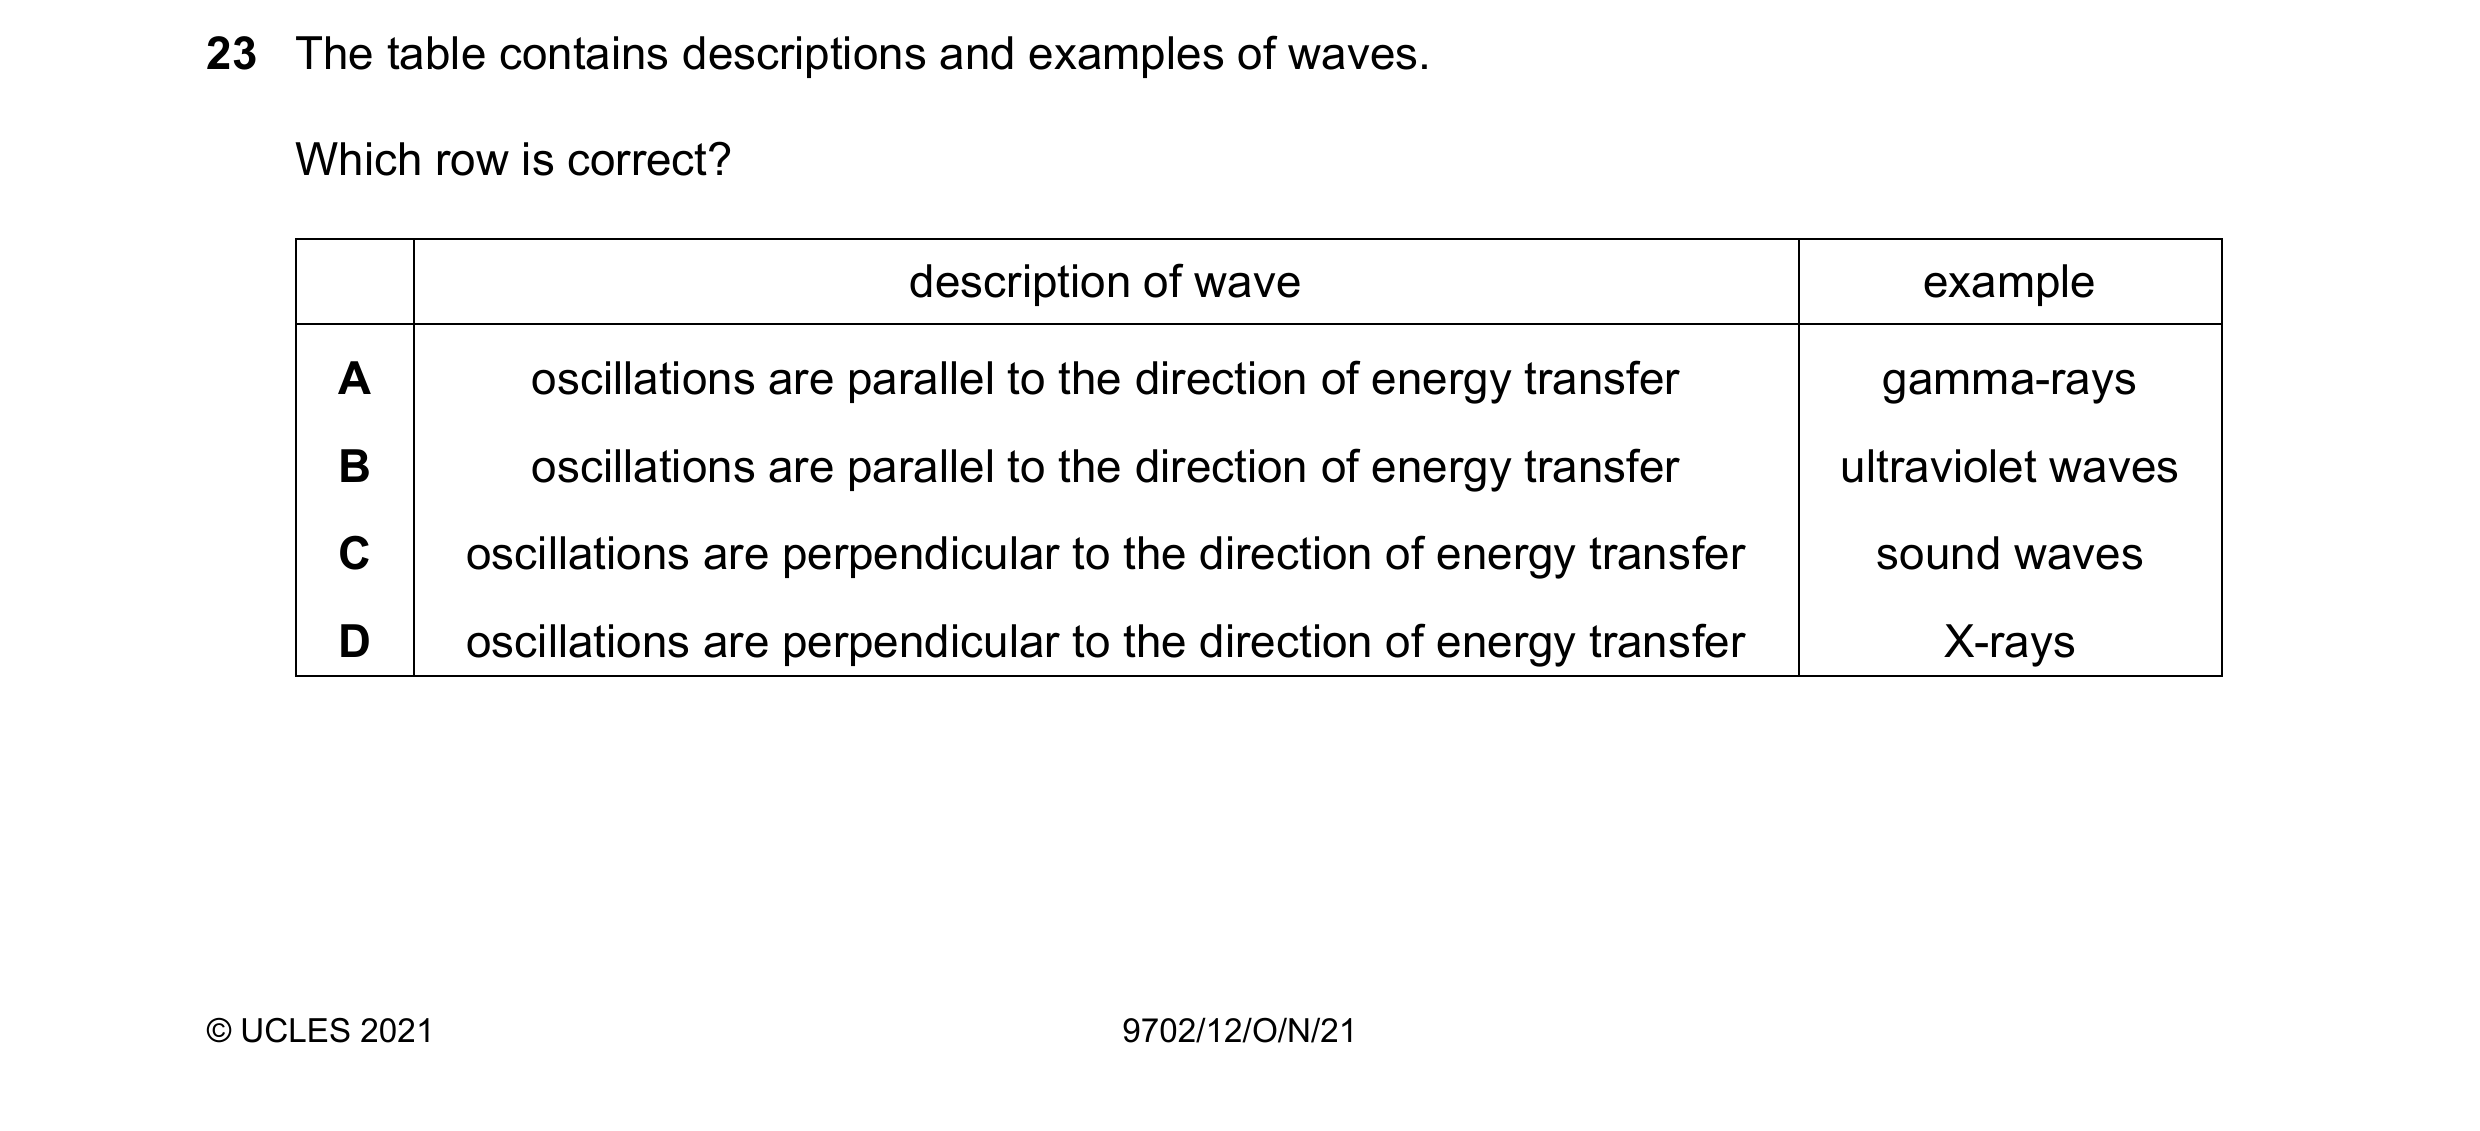 23 The table contains descriptions and examples of waves.
Which row is correct?
description of wave example
A oscillations are parallel to the direction of energy transfer gamma-rays
B oscillations are parallel to the direction of energy transfer ultraviolet waves
C oscillations are perpendicular to the direction of energy transfer sound waves
D oscillations are perpendicular to the direction of energy transfer X-rays
© UCLES 2021 9702/12/O/N/21